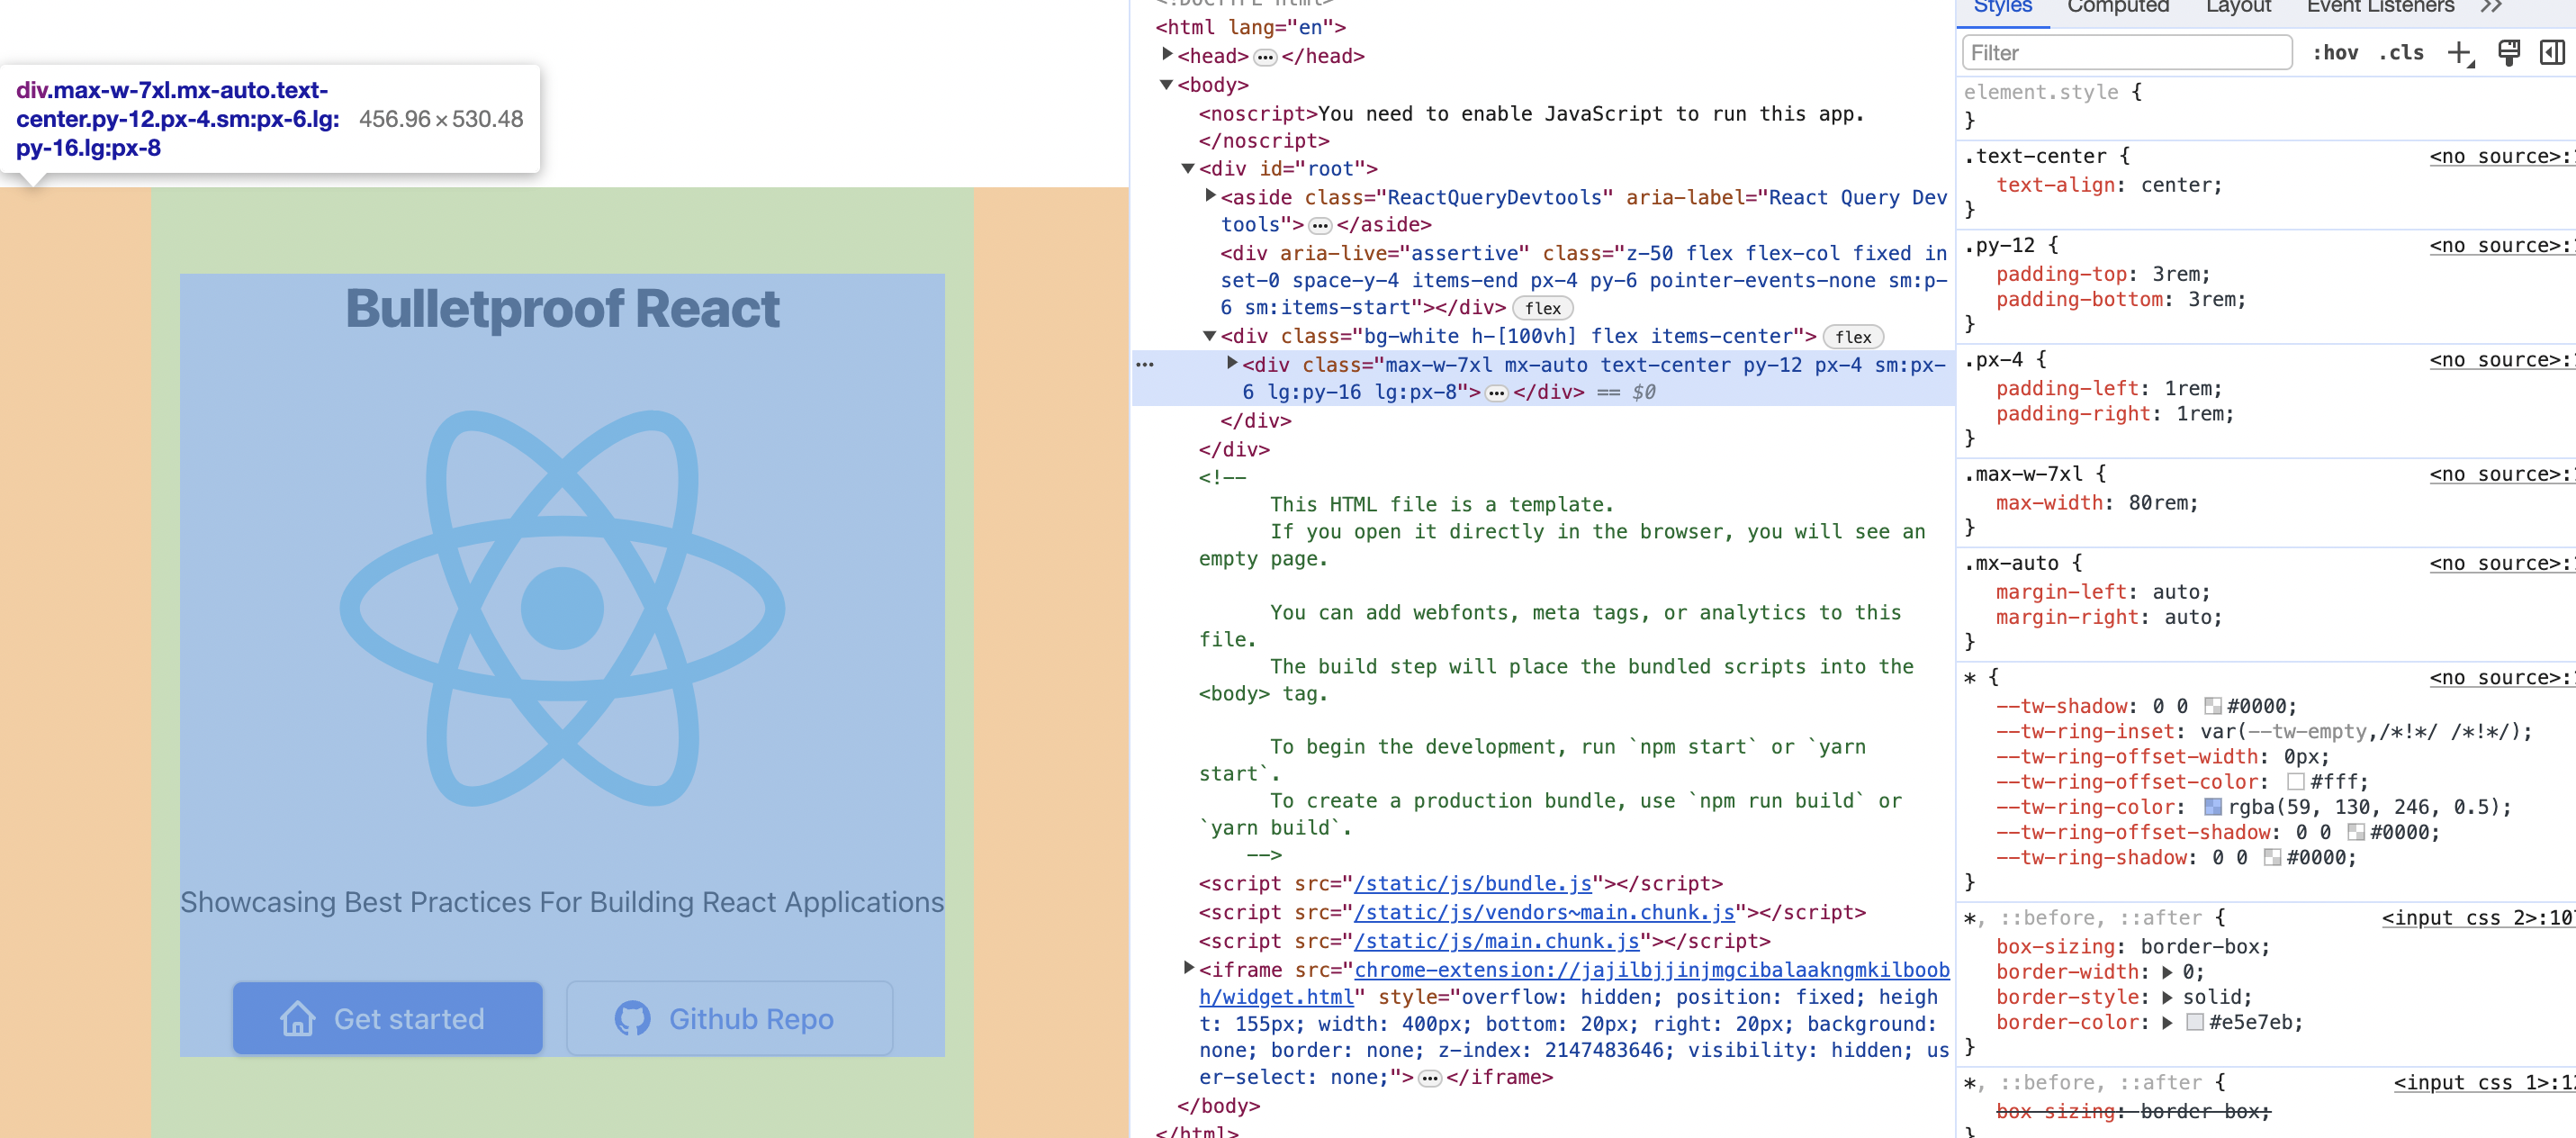 div.max-w-7xl.mx-auto.text-
center.py-12.px-4.sm:px-6.lg: 456.96 × 530.48
py-16.lg:px-8
Bulletproof React
Showcasing Best Practices For Building React Applications
Get started
Github Repo
<!DOCTYPE html>
<html lang="en">
<head>…</head>
<body>
<noscript>You need to enable JavaScript to run this app.
</noscript>
<div id="root">
<aside class="ReactQueryDevtools" aria-label="React Query Dev
tools">…</aside>
<div aria-live="assertive" class="z-50 flex flex-col fixed in
set-0 space-y-4 items-end px-4 py-6 pointer-events-none sm:p-
6 sm:items-start"></div> flex
<div class="bg-white h-[100vh] flex items-center"> flex
… <div class="max-w-7xl mx-auto text-center py-12 px-4 sm:px-
6 lg:py-16 lg:px-8">…</div> == $0
</div>
</div>
<!--
This HTML file is a template.
If you open it directly in the browser, you will see an
empty page.
You can add webfonts, meta tags, or analytics to this
file.
The build step will place the bundled scripts into the
<body> tag.
To begin the development, run `npm start` or `yarn
start`.
To create a production bundle, use `npm run build` or
`yarn build`.
-->
<script src="/static/js/bundle.js"></script>
<script src="/static/js/vendors~main.chunk.js"></script>
<script src="/static/js/main.chunk.js"></script>
<iframe src="chrome-extension://jajilbjjinjmgcibalaakngmkilboob
h/widget.html" style="overflow: hidden; position: fixed; heigh
t: 155px; width: 400px; bottom: 20px; right: 20px; background:
none; border: none; z-index: 2147483646; visibility: hidden; us
er-select: none;">…</iframe>
</body>
</html>
Styles Computed Layout Event Listeners >>
Filter :hov .cls
element.style {
}
.text-center { <no source>:
text-align: center;
}
.py-12 { <no source>:
padding-top: 3rem;
padding-bottom: 3rem;
}
.px-4 { <no source>:
padding-left: 1rem;
padding-right: 1rem;
}
.max-w-7xl { <no source>:
max-width: 80rem;
}
.mx-auto { <no source>:
margin-left: auto;
margin-right: auto;
}
* { <no source>:
--tw-shadow: 0 0 #0000;
--tw-ring-inset: var(--tw-empty,/*!*/ /*!*/);
--tw-ring-offset-width: 0px;
--tw-ring-offset-color: #fff;
--tw-ring-color: rgba(59, 130, 246, 0.5);
--tw-ring-offset-shadow: 0 0 #0000;
--tw-ring-shadow: 0 0 #0000;
}
*, ::before, ::after { <input css 2>:10
box-sizing: border-box;
border-width: 0;
border-style: solid;
border-color: #e5e7eb;
}
*, ::before, ::after { <input css 1>:1
box-sizing: border-box;
}